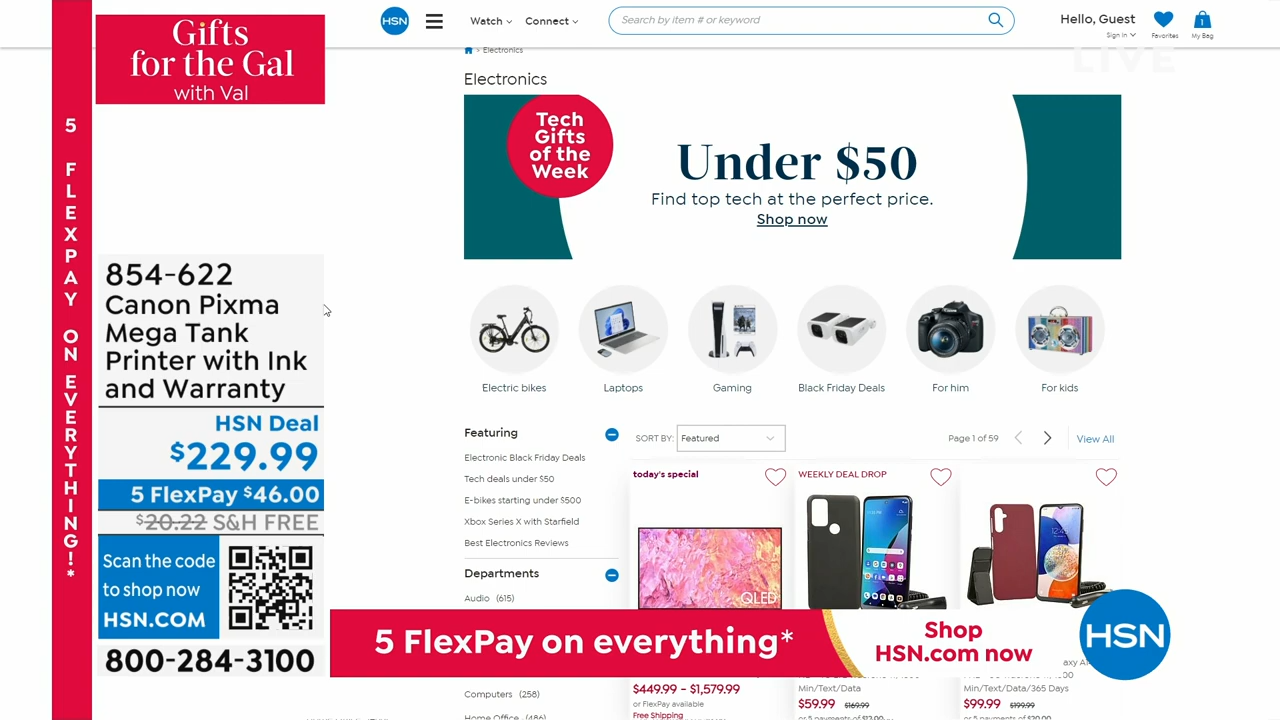 Gifts
for the Gal
with Val
5 FLEXPAY ON EVERYTHING!*
854-622
Canon Pixma
Mega Tank
Printer with Ink
and Warranty
HSN Deal
$229.99
5 FlexPay $46.00
$20.22 S&H FREE
Scan the code
to shop now
HSN.COM
800-284-3100
HSN
Watch
Connect
Search by item # or keyword
Hello, Guest
Sign In
Favorites
1
My Bag
LIVE
> Electronics
Electronics
Tech
Gifts
of the
Week
Under $50
Find top tech at the perfect price.
Shop now
Electric bikes
Laptops
Gaming
Black Friday Deals
For him
For kids
Featuring
Electronic Black Friday Deals
Tech deals under $50
E-bikes starting under $500
Xbox Series X with Starfield
Best Electronics Reviews
Departments
Audio (615)
Computers (258)
Home Office (486)
SORT BY: Featured
Page 1 of 59
View All
today's special
QLED
$449.99 - $1,579.99
or FlexPay available
Free Shipping
WEEKLY DEAL DROP
Min/Text/Data
$59.99 $169.99
Min/Text/Data/365 Days
$99.99 $199.99
or 5 payments of $20.00
5 FlexPay on everything*
Shop
HSN.com now
HSN